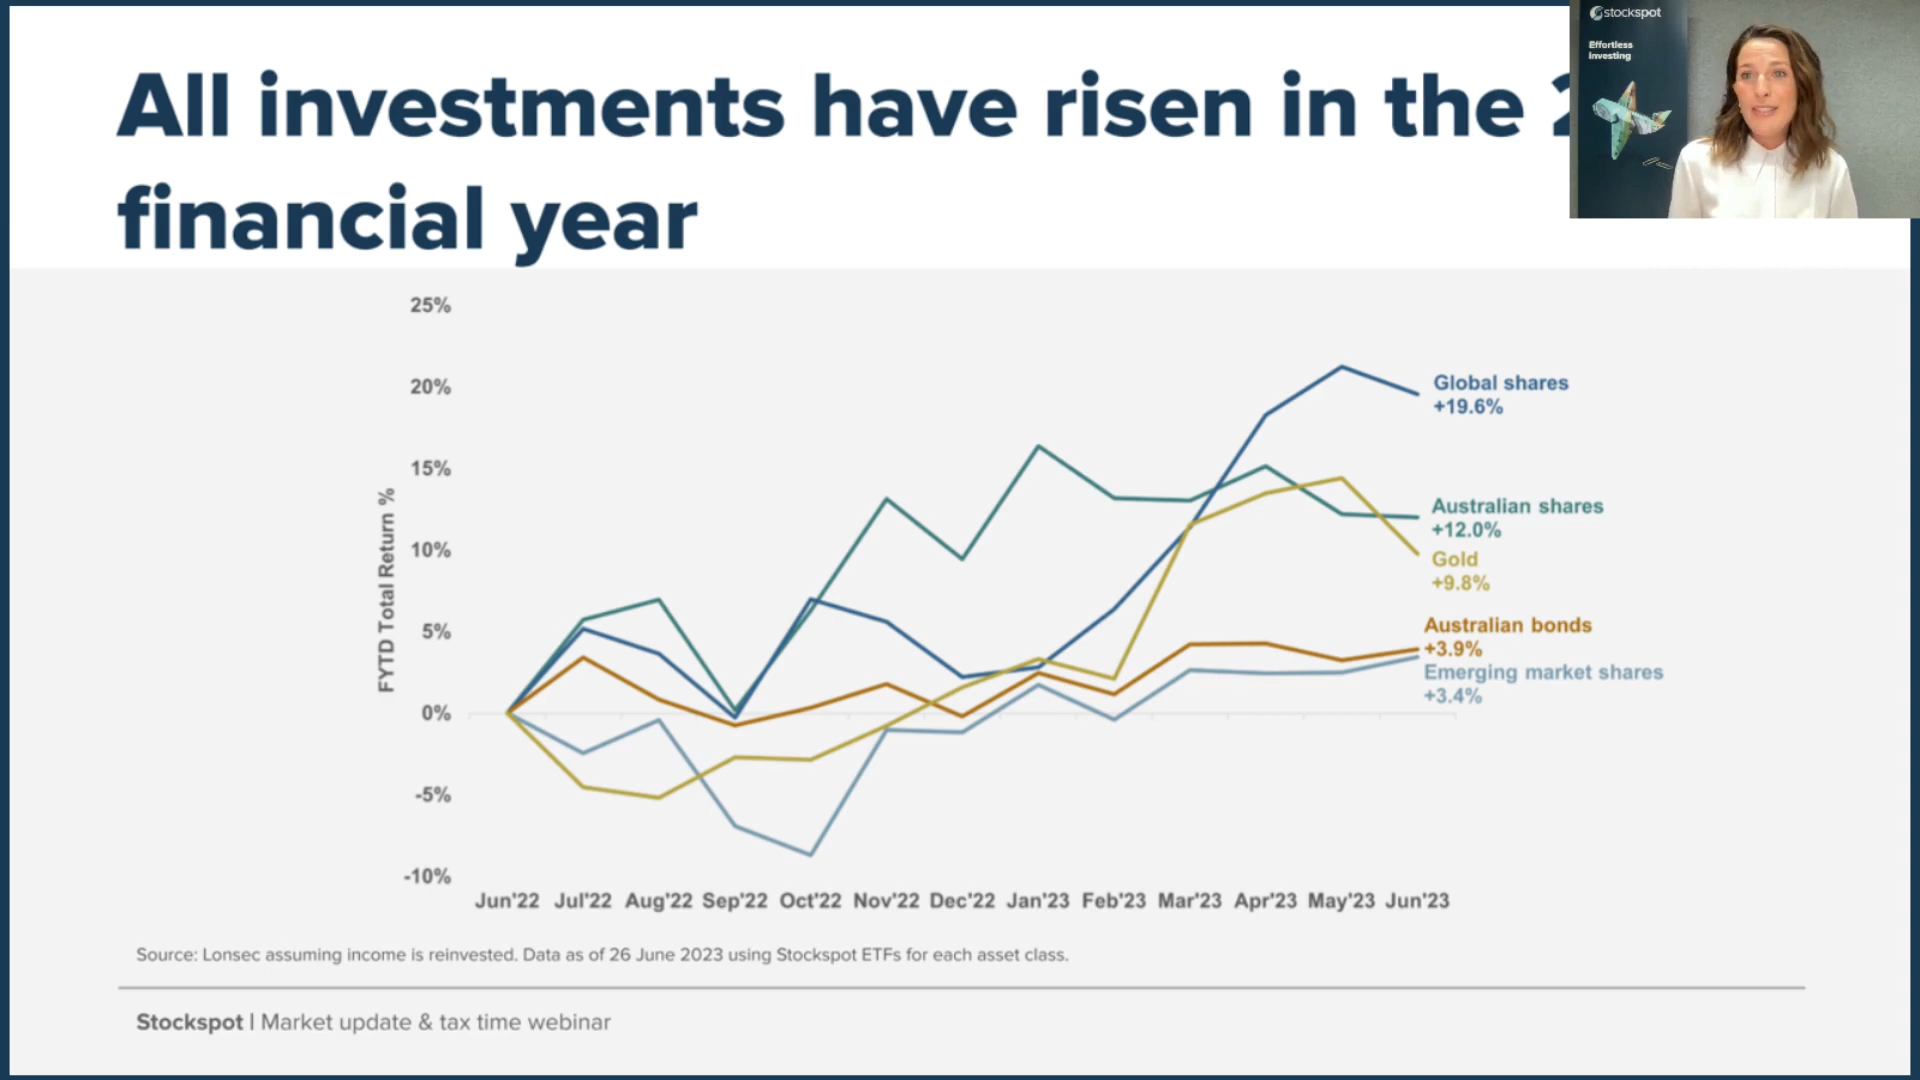 All investments have risen in the
financial year
stockspot
Effortless
Investing
25%
20%
15%
10%
5%
0%
-5%
-10%
FYTD Total Return %
Global shares
+19.6%
Australian shares
+12.0%
Gold
+9.8%
Australian bonds
+3.9%
Emerging market shares
+3.4%
Jun'22 Jul'22 Aug'22 Sep'22 Oct'22 Nov'22 Dec'22 Jan'23 Feb'23 Mar'23 Apr'23 May'23 Jun'23
Source: Lonsec assuming income is reinvested. Data as of 26 June 2023 using Stockspot ETFs for each asset class.
Stockspot | Market update & tax time webinar